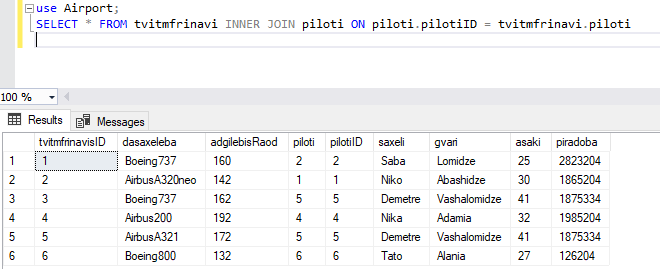 use Airport;
SELECT * FROM tvitmfrinavi INNER JOIN piloti ON piloti.pilotiID = tvitmfrinavi.piloti
100 %
Results Messages
tvitmfrinavisID dasaxeleba adgilebisRaod piloti pilotiID saxeli gvari asaki piradoba
1 1 Boeing737 160 2 2 Saba Lomidze 25 2823204
2 2 AirbusA320neo 142 1 1 Niko Abashidze 30 1865204
3 3 Boeing737 162 5 5 Demetre Vashalomidze 41 1875334
4 4 Airbus200 192 4 4 Nika Adamia 32 1985204
5 5 AirbusA321 172 5 5 Demetre Vashalomidze 41 1875334
6 6 Boeing800 132 6 6 Tato Alania 27 126204